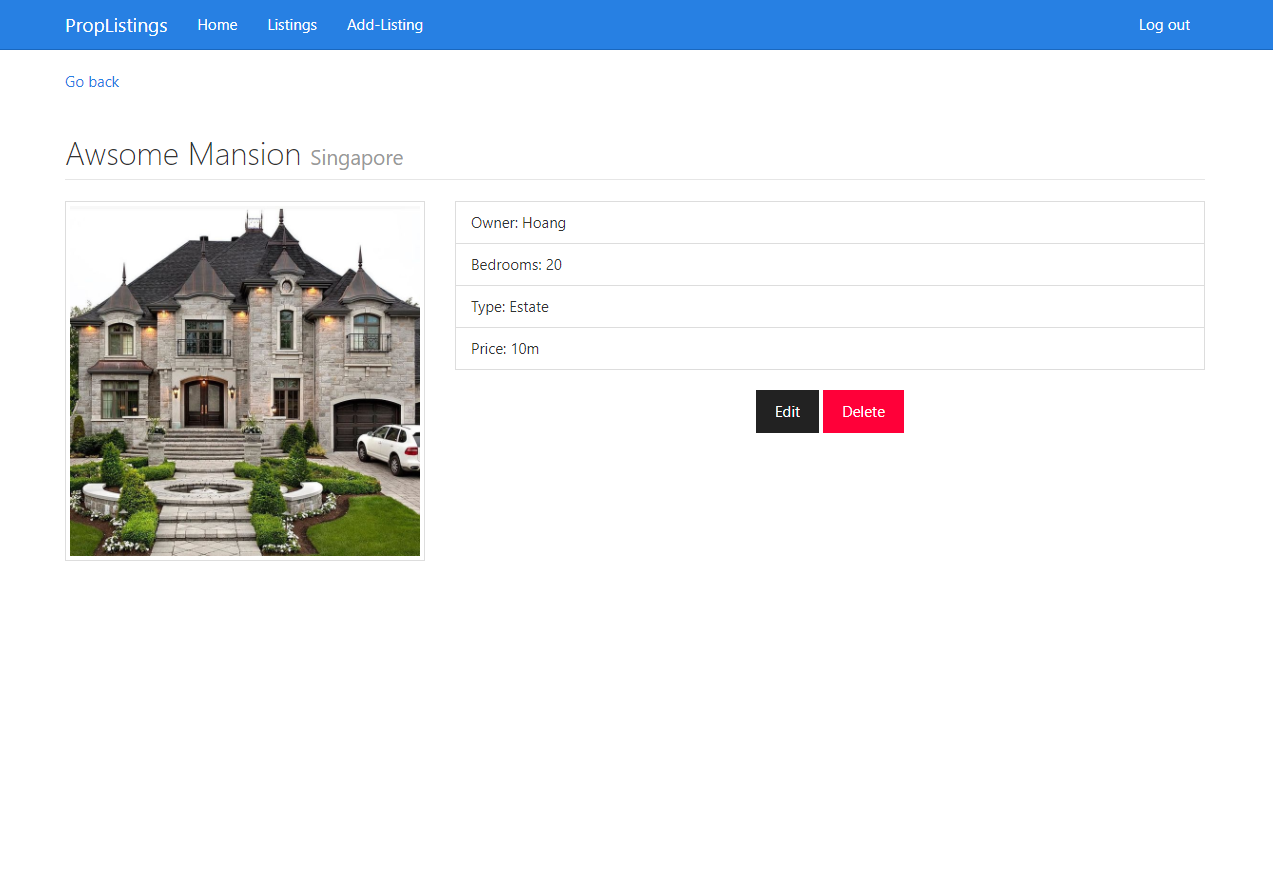 PropListings Home Listings Add-Listing Log out
Go back
Awsome Mansion Singapore
Owner: Hoang
Bedrooms: 20
Type: Estate
Price: 10m
Edit Delete